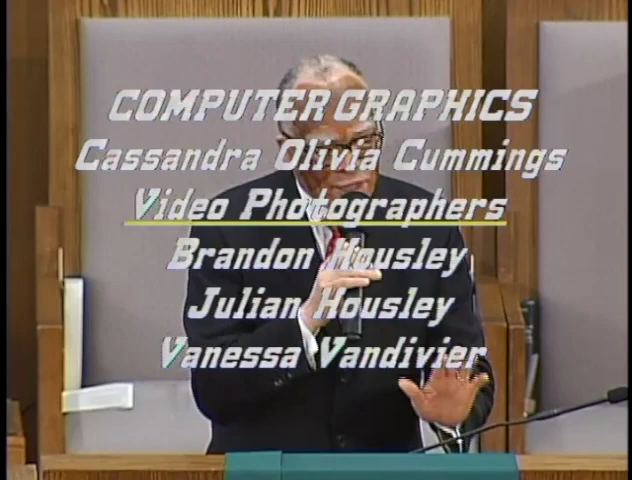 COMPUTER GRAPHICS
Cassandra Olivia Cummings
Video Photographers
Brandon Housley
Julian Housley
Vanessa Vandivier